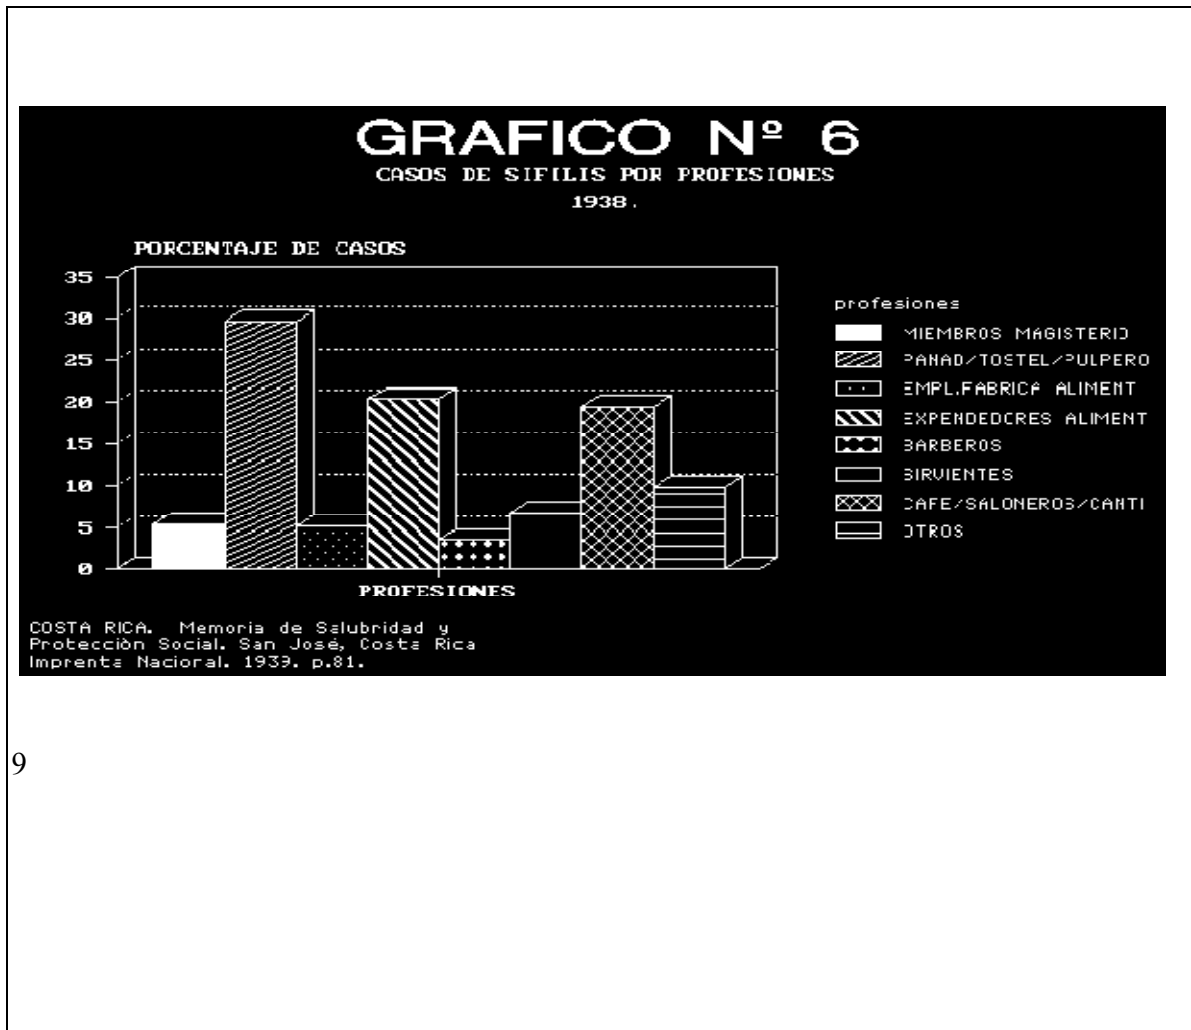 GRAFICO Nº 6
CASOS DE SIFILIS POR PROFESIONES
1938.
PORCENTAJE DE CASOS
35
30
25
20
15
10
5
0
PROFESIONES
profesiones
MIEMBROS MAGISTERIO
PANAD/TOSTEL/PULPERO
EMPL.FABRICA ALIMENT
EXPENDEDORES ALIMENT
BARBEROS
SIRVIENTES
CAFE/SALONEROS/CANTI
OTROS
COSTA RICA. Memoria de Salubridad y
Protecciòn Social. San José, Costa Rica
Imprenta Nacional. 1939. p.81.
9